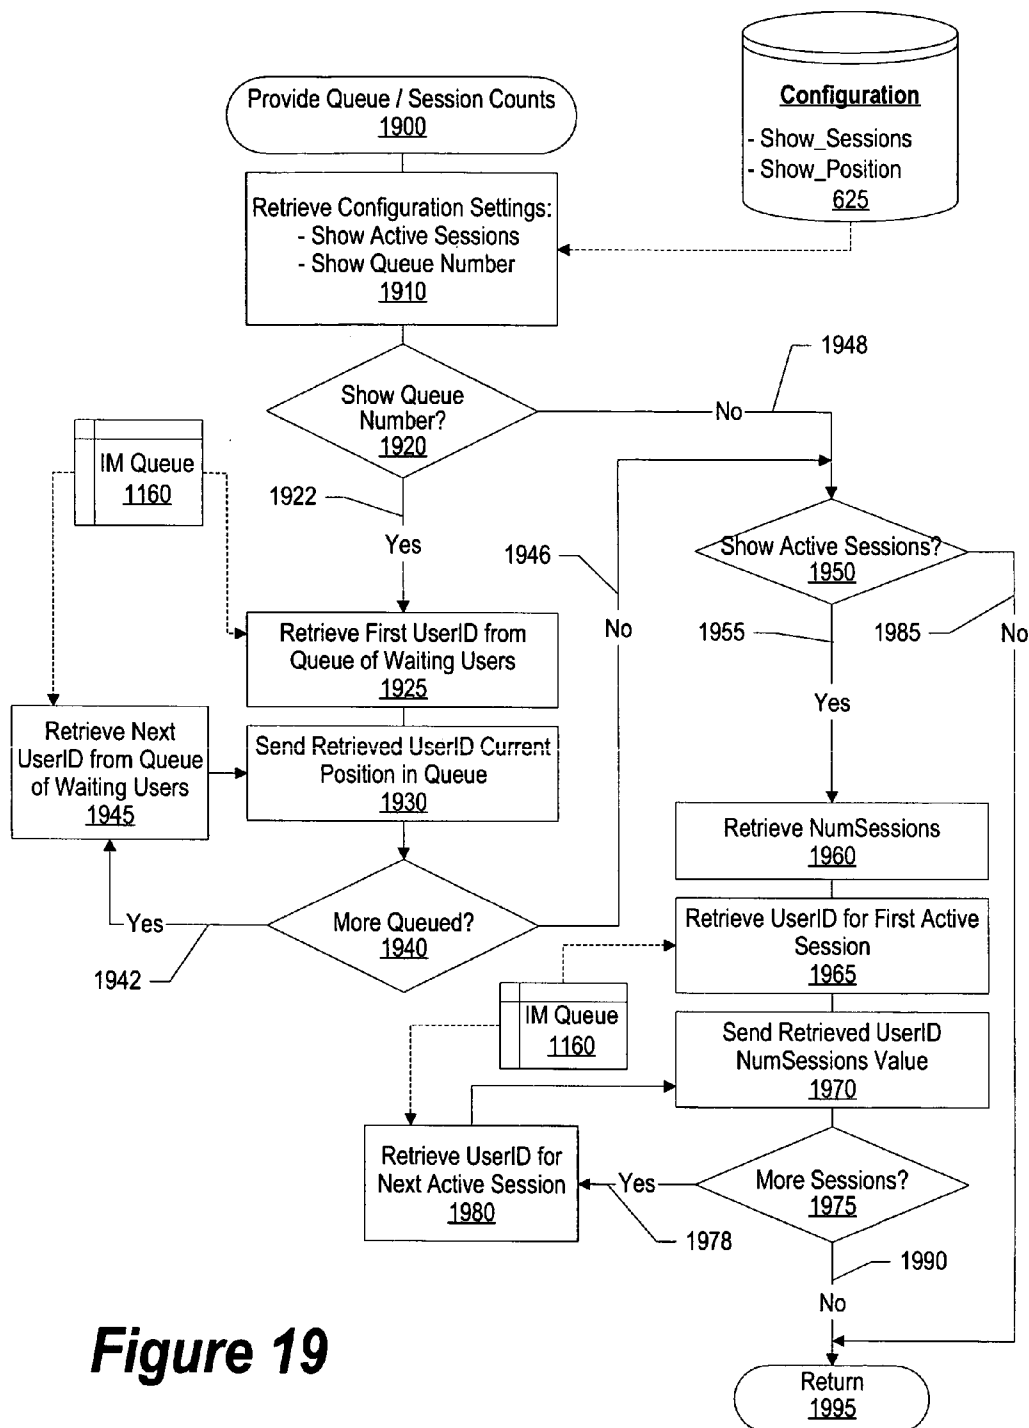 Configuration
- Show_Sessions
- Show_Position
625
Provide Queue / Session Counts
1900
Retrieve Configuration Settings:
- Show Active Sessions
- Show Queue Number
1910
1948
Show Queue
Number?
1920
No
IM Queue
1160
1922
Yes
1946
No
Show Active Sessions?
1950
1955
1985
No
Yes
Retrieve First UserID from
Queue of Waiting Users
1925
Retrieve Next
UserID from Queue
of Waiting Users
1945
Send Retrieved UserID Current
Position in Queue
1930
Retrieve NumSessions
1960
Yes
1942
More Queued?
1940
Retrieve UserID for First Active
Session
1965
IM Queue
1160
Send Retrieved UserID
NumSessions Value
1970
Retrieve UserID for
Next Active Session
1980
Yes
1978
More Sessions?
1975
1990
No
Figure 19
Return
1995